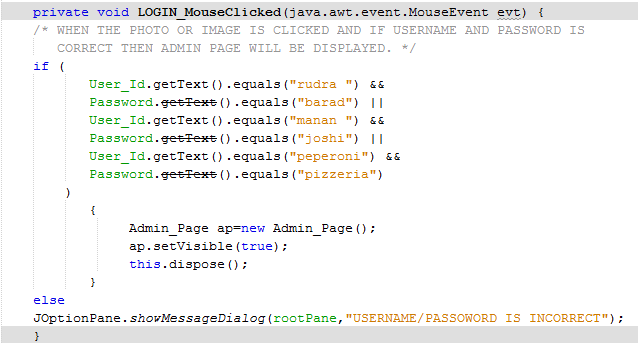 private void LOGIN_MouseClicked(java.awt.event.MouseEvent evt) {
/* WHEN THE PHOTO OR IMAGE IS CLICKED AND IF USERNAME AND PASSWORD IS
CORRECT THEN ADMIN PAGE WILL BE DISPLAYED. */
if (
User_Id.getText().equals("rudra ") &&
Password.getText().equals("barad") ||
User_Id.getText().equals("manan ") &&
Password.getText().equals("joshi") ||
User_Id.getText().equals("peperoni") &&
Password.getText().equals("pizzeria")
)
{
Admin_Page ap=new Admin_Page();
ap.setVisible(true);
this.dispose();
}
else
JOptionPane.showMessageDialog(rootPane,"USERNAME/PASSOWORD IS INCORRECT");
}